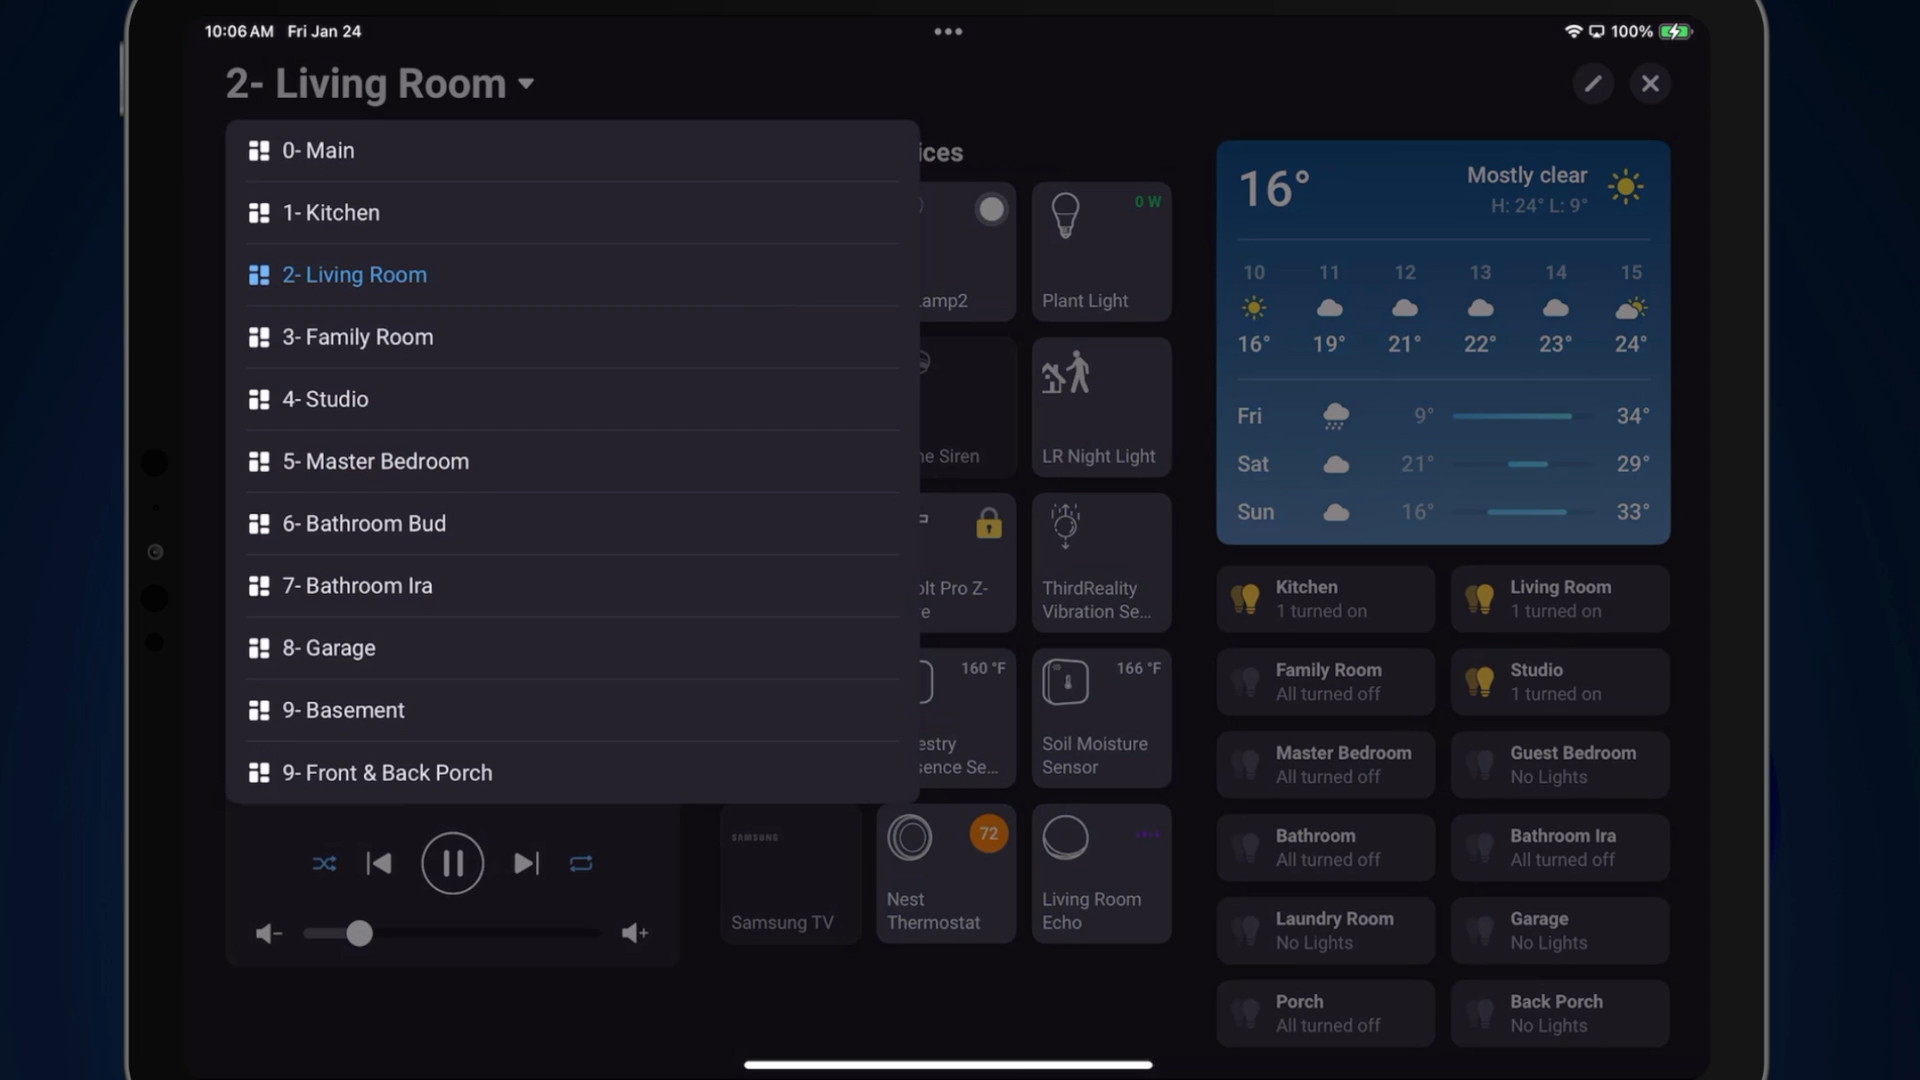 10:06 AM Fri Jan 24
100%
2- Living Room
0- Main
1- Kitchen
2- Living Room
3- Family Room
4- Studio
5- Master Bedroom
6- Bathroom Bud
7- Bathroom Ira
8- Garage
9- Basement
9- Front & Back Porch
ices
amp2
0 W
Plant Light
ne Siren
LR Night Light
olt Pro Z-
e
ThirdReality
Vibration Se...
160 °F
estry
sence Se...
166 °F
Soil Moisture
Sensor
SAMSUNG
Samsung TV
72
Nest
Thermostat
Living Room
Echo
16°
Mostly clear
H: 24° L: 9°
10 11 12 13 14 15
16° 19° 21° 22° 23° 24°
Fri 9° 34°
Sat 21° 29°
Sun 16° 33°
Kitchen
1 turned on
Living Room
1 turned on
Family Room
All turned off
Studio
1 turned on
Master Bedroom
All turned off
Guest Bedroom
No Lights
Bathroom
All turned off
Bathroom Ira
All turned off
Laundry Room
No Lights
Garage
No Lights
Porch
All turned off
Back Porch
No Lights